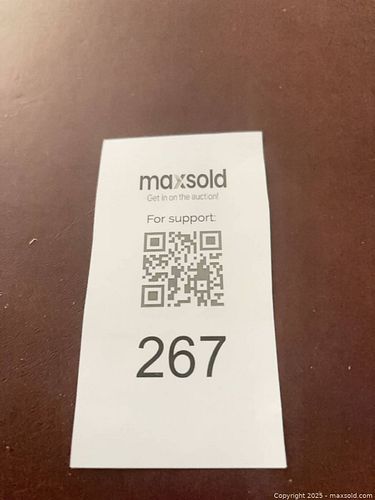 maxsold
Get in on the auction!
For support:
267
Copyright 2025 - maxsold.com